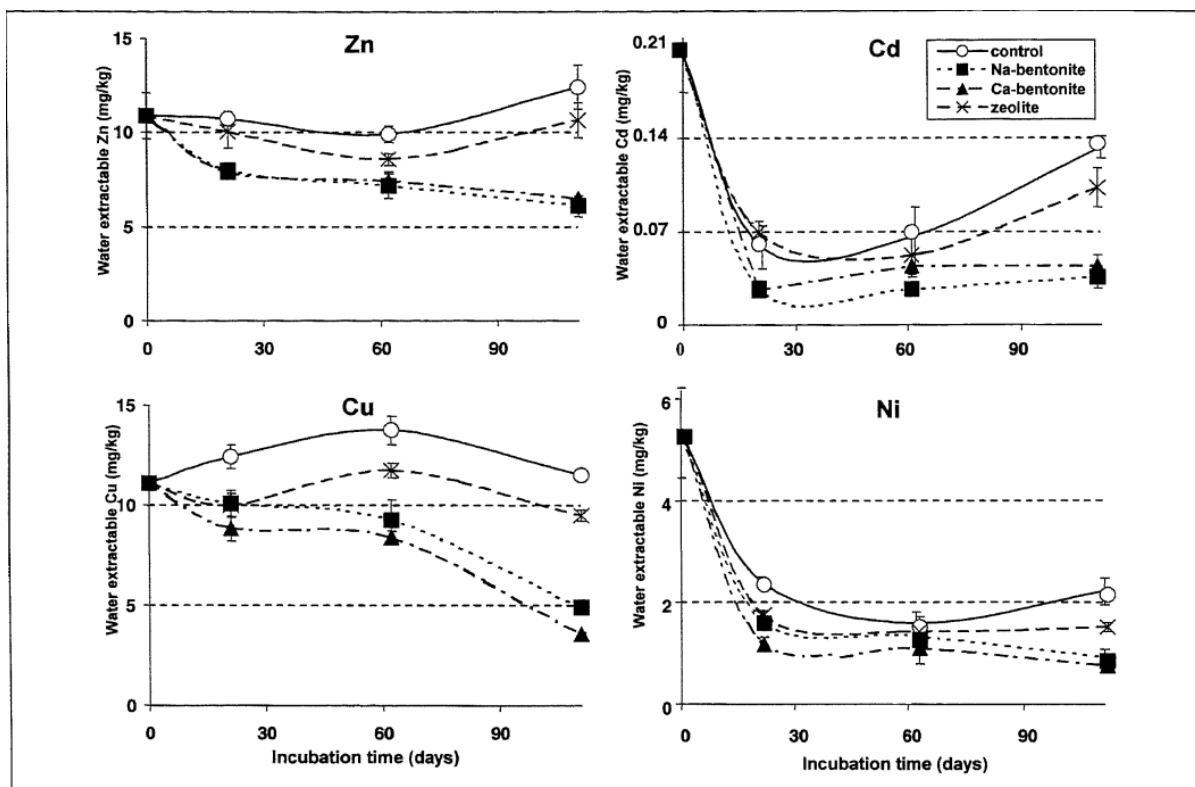 Zn
Water extractable Zn (mg/kg)
15
10
5
0
0 30 60 90
Cd
Water extractable Cd (mg/kg)
0.21
0.14
0.07
0
0 30 60 90
control
Na-bentonite
Ca-bentonite
zeolite
Cu
Water extractable Cu (mg/kg)
15
10
5
0
0 30 60 90
Incubation time (days)
Ni
Water extractable Ni (mg/kg)
6
4
2
0
0 30 60 90
Incubation time (days)